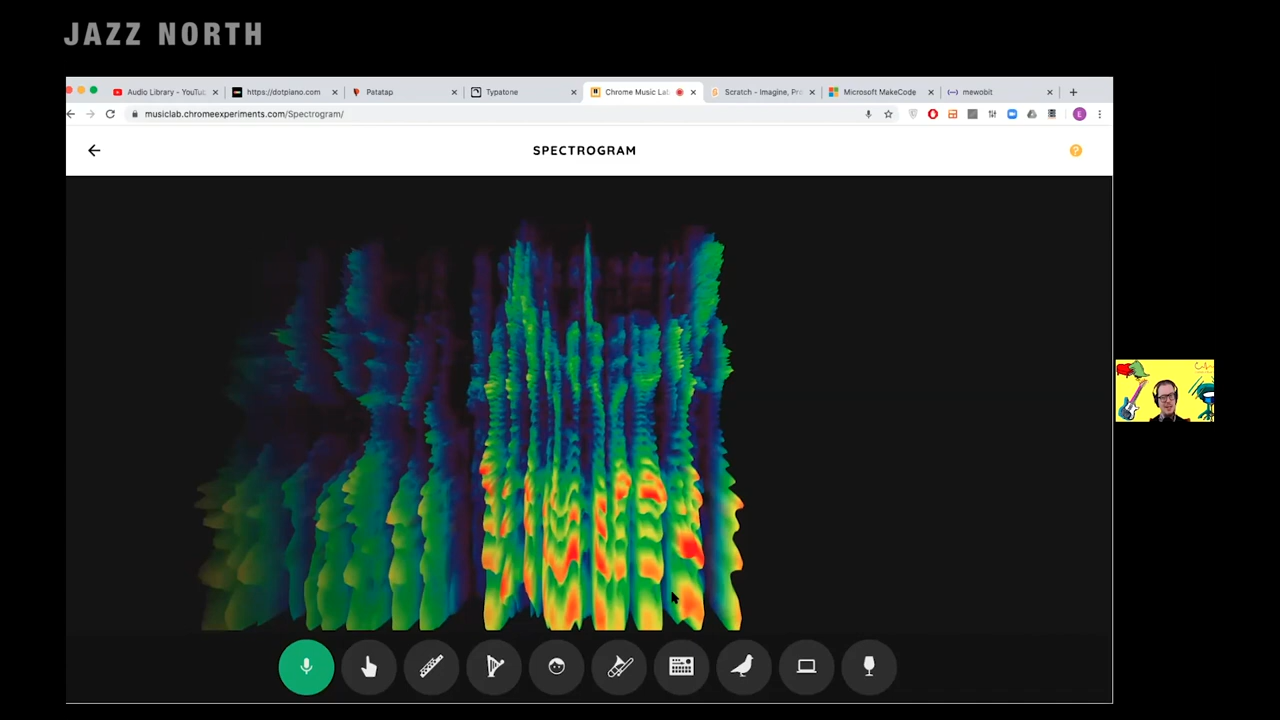 JAZZ NORTH
Audio Library - YouTu
https://dotpiano.com
Patatap
Typatone
Chrome Music Lab
Scratch - Imagine, Pro
Microsoft MakeCode
mewobit
musiclab.chromeexperiments.com/Spectrogram/
E
SPECTROGRAM
?